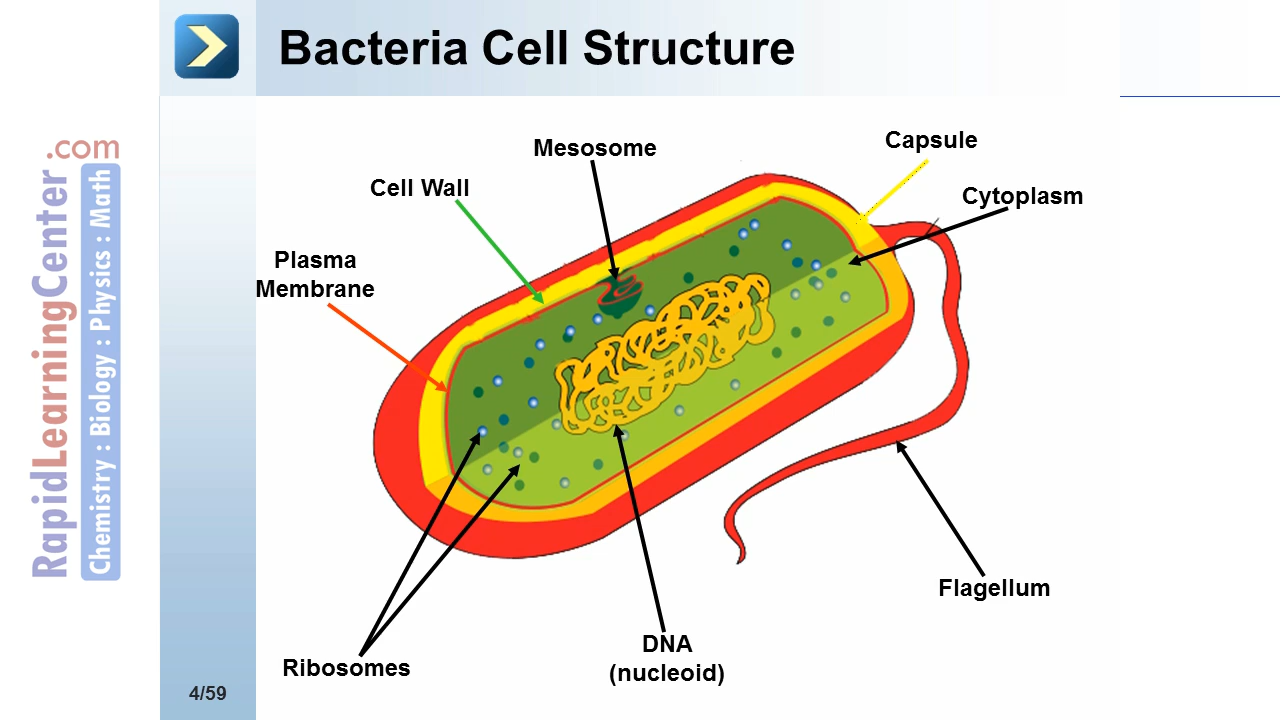 Bacteria Cell Structure
RapidLearningCenter.com
Chemistry : Biology : Physics : Math
Mesosome
Capsule
Cell Wall
Cytoplasm
Plasma
Membrane
Flagellum
DNA
(nucleoid)
Ribosomes
4/59